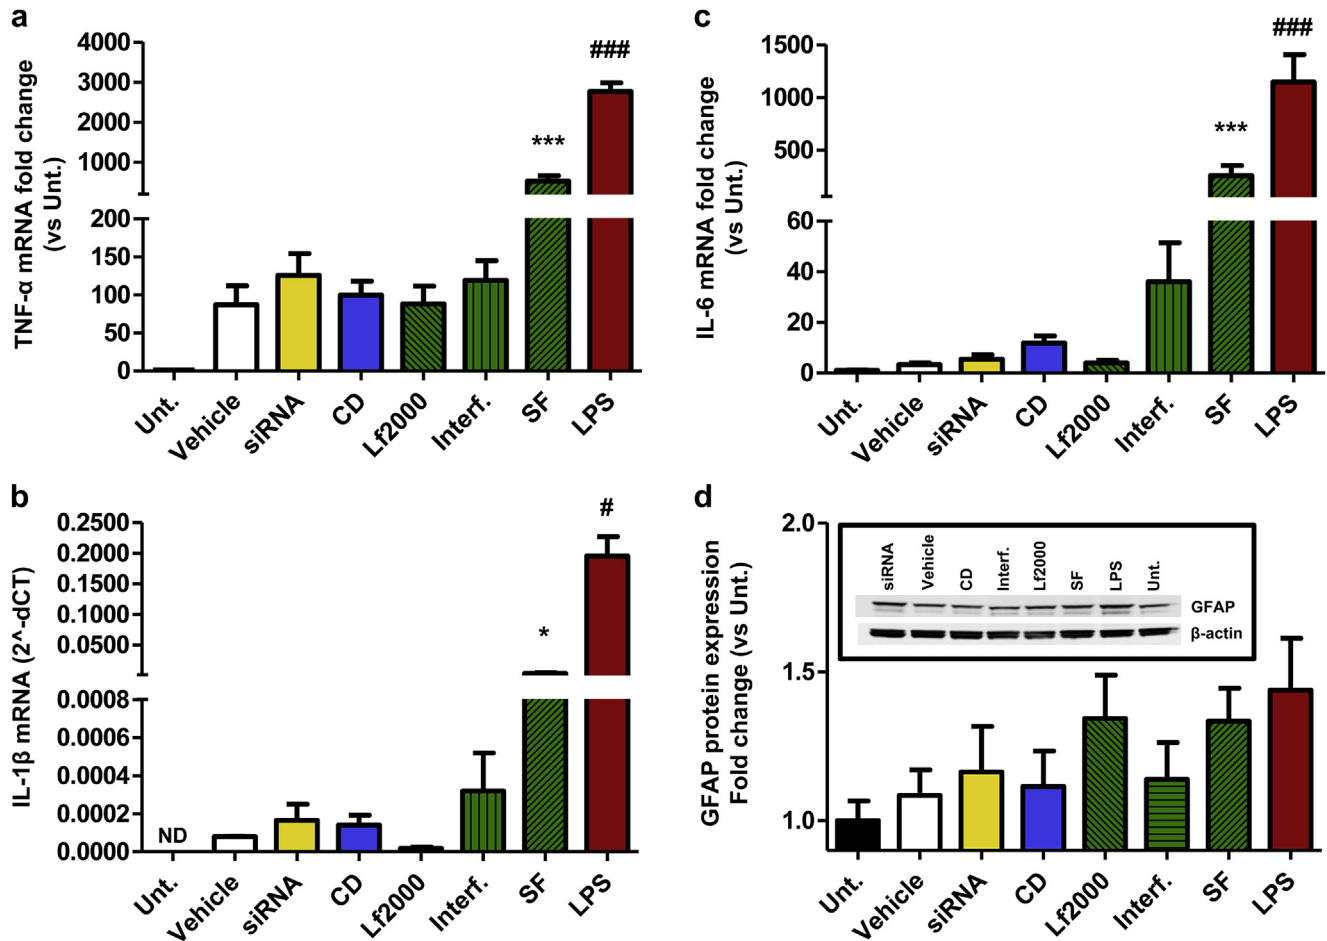 a
TNF-α mRNA fold change
(vs Unt.)
4000
3000
2000
1000
200
150
100
50
0
***
###
Unt.
Vehicle
siRNA
CD
Lf2000
Interf.
SF
LPS
c
IL-6 mRNA fold change
(vs Unt.)
1500
1000
500
60
40
20
0
***
###
Unt.
Vehicle
siRNA
CD
Lf2000
Interf.
SF
LPS
b
IL-1β mRNA (2^-dCT)
0.2500
0.2000
0.1500
0.1000
0.0500
0.0008
0.0006
0.0004
0.0002
0.0000
ND
*
#
Unt.
Vehicle
siRNA
CD
Lf2000
Interf.
SF
LPS
d
GFAP protein expression
Fold change (vs Unt.)
2.0
1.5
1.0
siRNA
Vehicle
CD
Interf.
Lf2000
SF
LPS
Unt.
GFAP
β-actin
Unt.
Vehicle
siRNA
CD
Lf2000
Interf.
SF
LPS